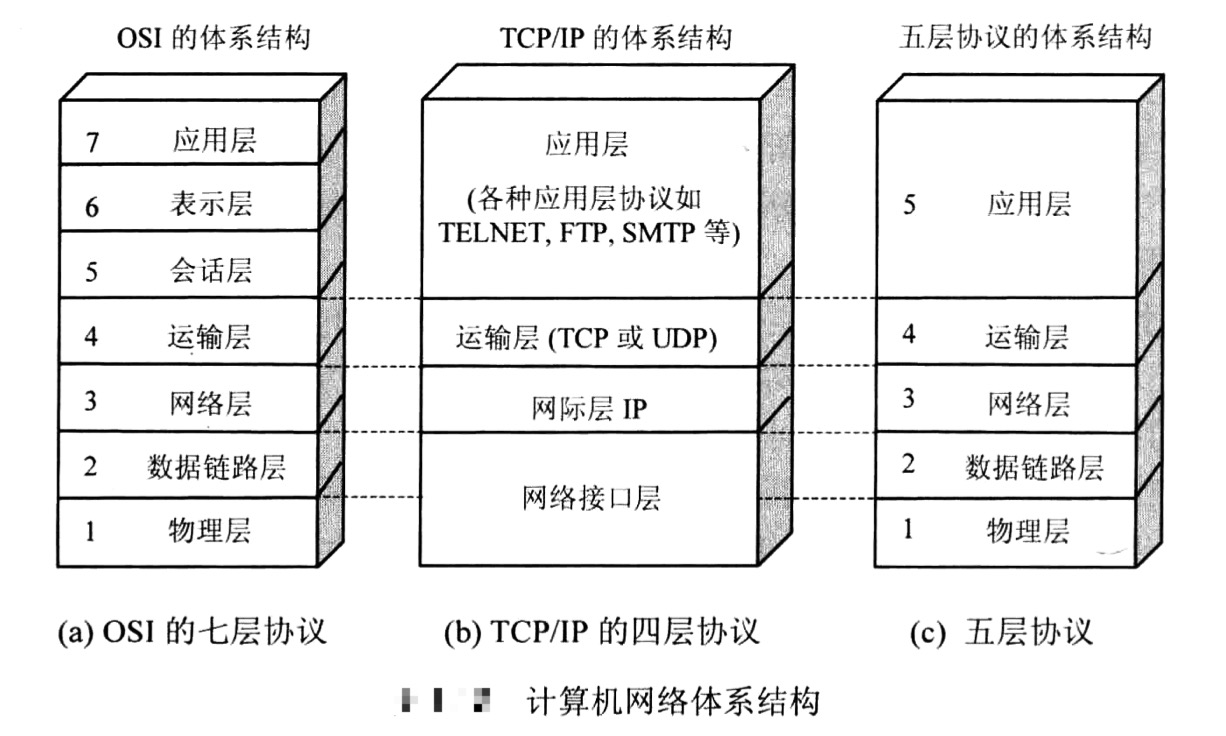 OSI 的体系结构
7 应用层
6 表示层
5 会话层
4 运输层
3 网络层
2 数据链路层
1 物理层
(a) OSI 的七层协议
TCP/IP 的体系结构
应用层
(各种应用层协议如
TELNET, FTP, SMTP 等)
运输层 (TCP 或 UDP)
网际层 IP
网络接口层
(b) TCP/IP 的四层协议
五层协议的体系结构
5 应用层
4 运输层
3 网络层
2 数据链路层
1 物理层
(c) 五层协议
计算机网络体系结构